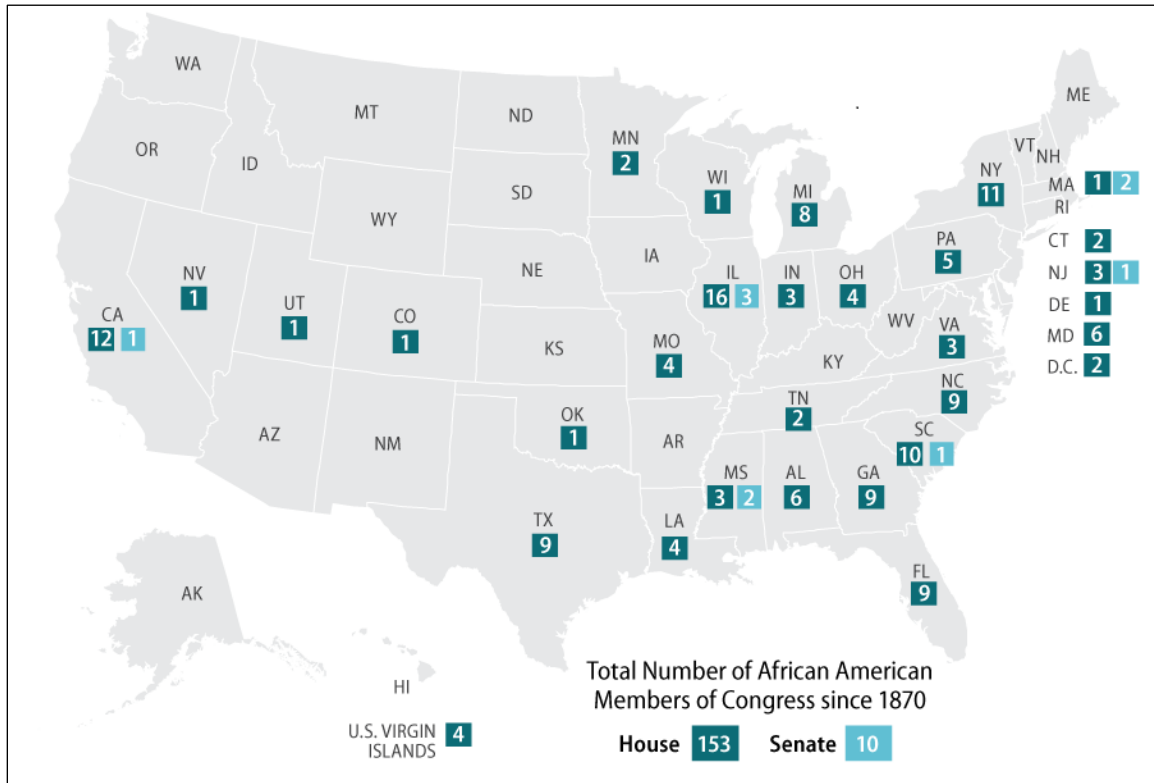 WA
MT
ND
MN
2
OR
ID
SD
WI
1
MI
8
WY
IA
NE
NV
1
UT
1
CO
1
CA
12 1
KS
MO
4
IL
16 3
IN
3
OH
4
PA
5
NY
11
VT
NH
ME
MA 1 2
RI
CT 2
NJ 3 1
DE 1
MD 6
D.C. 2
WV
VA
3
KY
NC
9
TN
2
SC
10 1
AZ
NM
OK
1
AR
MS
3 2
AL
6
GA
9
TX
9
LA
4
FL
9
AK
HI
U.S. VIRGIN
ISLANDS 4
Total Number of African American
Members of Congress since 1870
House 153 Senate 10